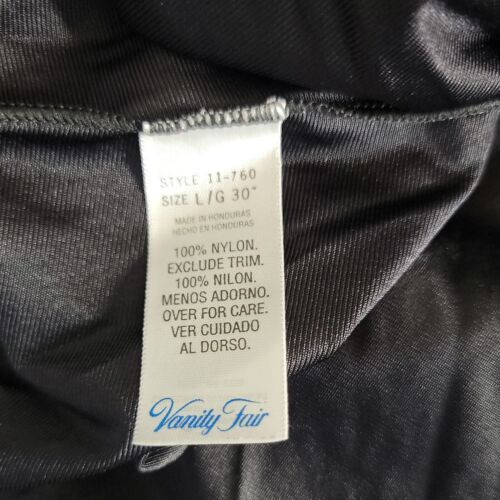 STYLE 11-760
SIZE L/G 30"
MADE IN HONDURAS
HECHO EN HONDURAS
100% NYLON.
EXCLUDE TRIM.
100% NILON.
MENOS ADORNO.
OVER FOR CARE.
VER CUIDADO
AL DORSO.
Vanity Fair